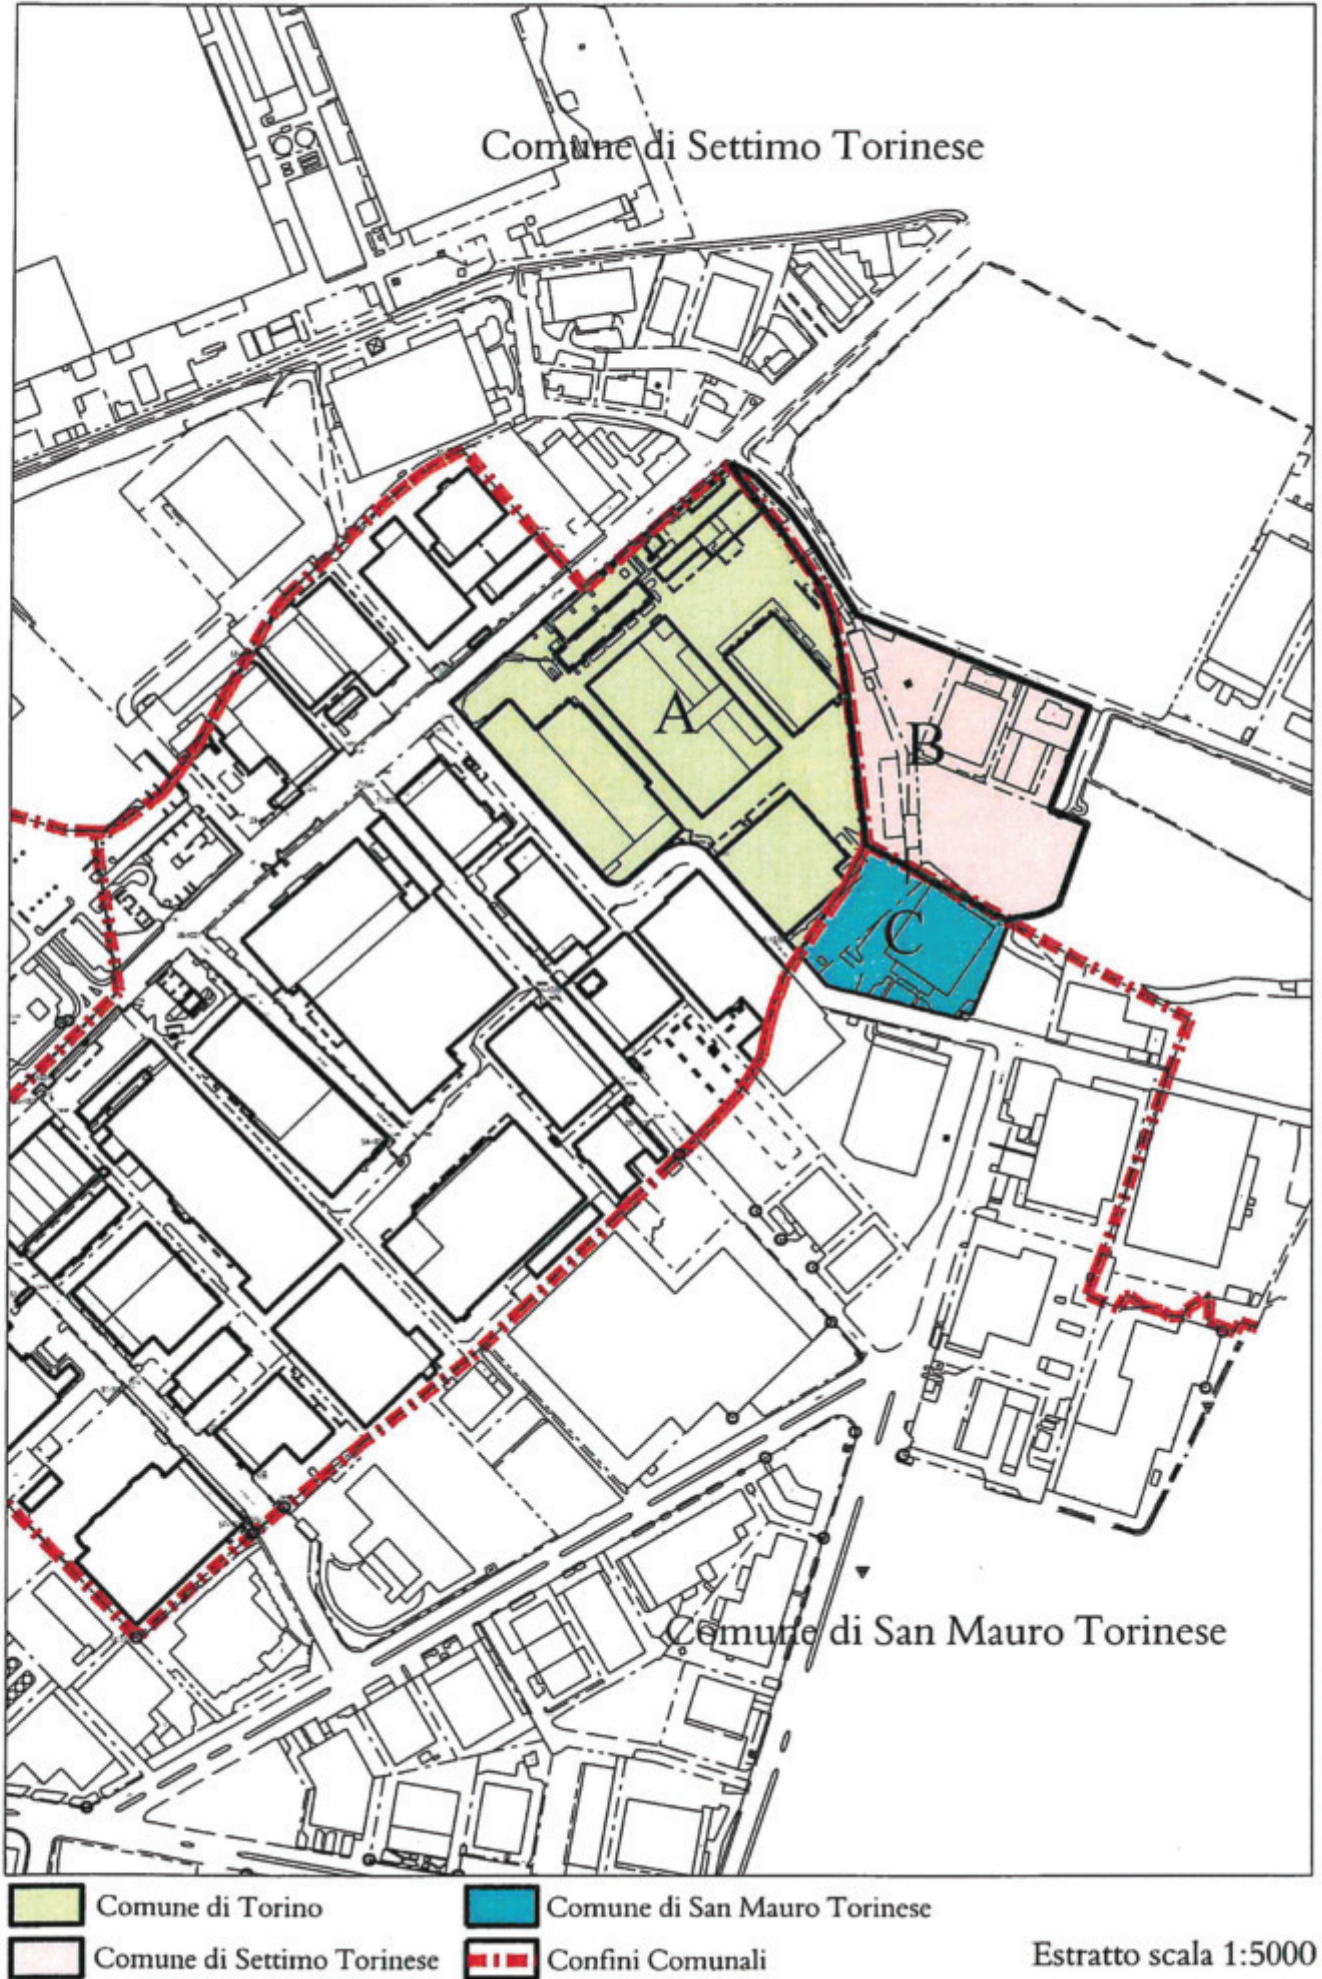 Comune di Settimo Torinese
A
B
C
Comune di San Mauro Torinese
Comune di Torino
Comune di San Mauro Torinese
Comune di Settimo Torinese
Confini Comunali
Estratto scala 1:5000